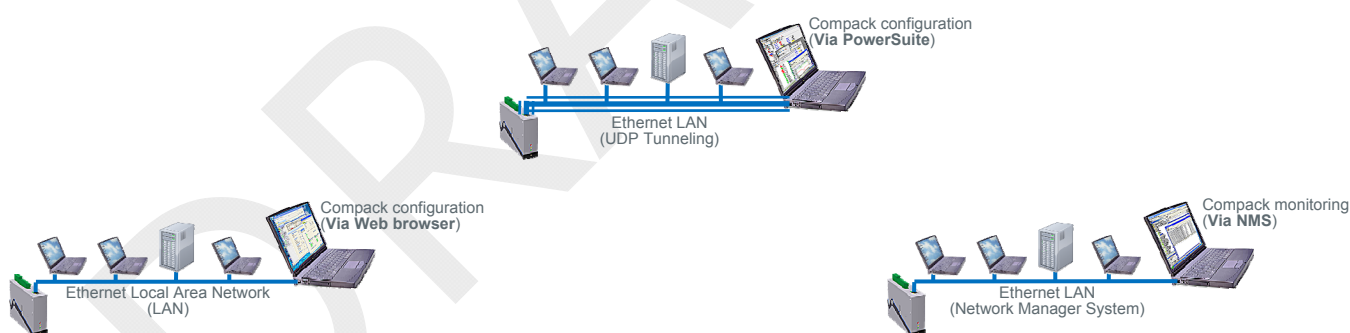 Compack configuration
(Via PowerSuite)
Ethernet LAN
(UDP Tunneling)
Compack configuration
(Via Web browser)
Ethernet Local Area Network
(LAN)
Compack monitoring
(Via NMS)
Ethernet LAN
(Network Manager System)